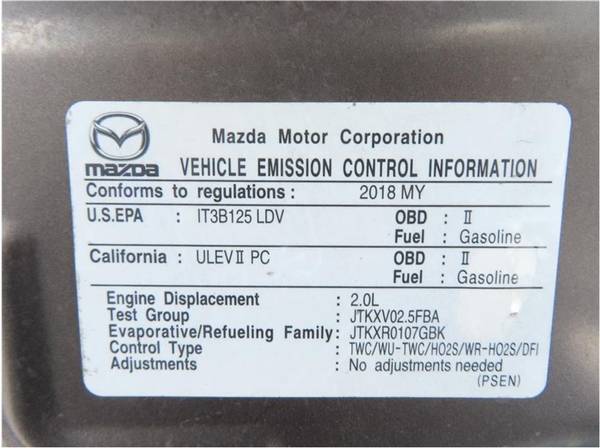 Mazda Motor Corporation
mazda VEHICLE EMISSION CONTROL INFORMATION
Conforms to regulations : 2018 MY
U.S.EPA : IT3B125 LDV OBD : II
Fuel : Gasoline
California : ULEV II PC OBD : II
Fuel : Gasoline
Engine Displacement : 2.0L
Test Group : JTKXV02.5FBA
Evaporative/Refueling Family: JTKXR0107GBK
Control Type : TWC/WU-TWC/HO2S/WR-HO2S/DFI
Adjustments : No adjustments needed
(PSEN)